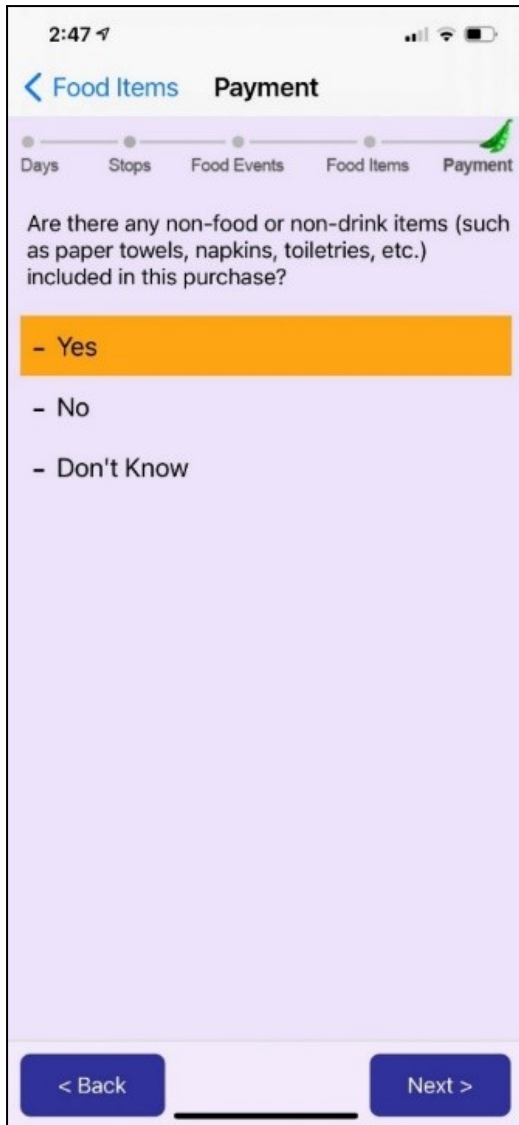 2:47
Food Items Payment
Days Stops Food Events Food Items Payment
Are there any non-food or non-drink items (such
as paper towels, napkins, toiletries, etc.)
included in this purchase?
- Yes
- No
- Don't Know
< Back Next >